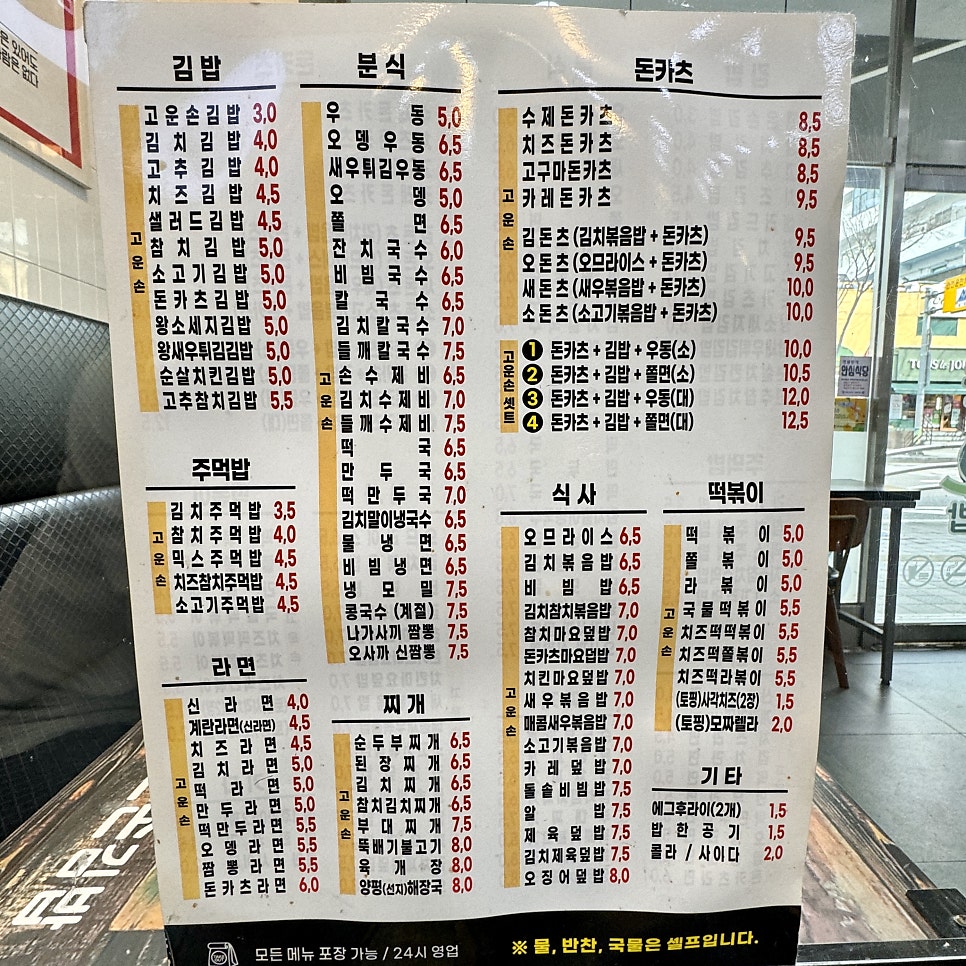 은 있어도
람은 없다
김밥
고운손
고운손김밥 3,0
김치김밥 4,0
고추김밥 4,0
치즈김밥 4,5
샐러드김밥 4,5
참치김밥 5,0
소고기김밥 5,0
돈카츠김밥 5,0
왕소세지김밥 5,0
왕새우튀김김밥 5,0
순살치킨김밥 5,0
고추참치김밥 5,5
주먹밥
고운손
김치주먹밥 3,5
참치주먹밥 4,0
믹스주먹밥 4,5
치즈참치주먹밥 4,5
소고기주먹밥 4,5
라면
고운손
신라면 4,0
계란라면(신라면) 4,5
치즈라면 4,5
김치라면 5,0
떡라면 5,0
만두라면 5,0
떡만두라면 5,5
오뎅라면 5,5
짬뽕라면 5,5
돈카츠라면 6,0
분식
고운손
우동 5,0
오뎅우동 6,5
새우튀김우동 6,5
오뎅 5,0
쫄면 6,5
잔치국수 6,0
비빔국수 6,5
칼국수 6,5
김치칼국수 7,0
들깨칼국수 7,5
손수제비 6,5
김치수제비 7,0
들깨수제비 7,5
떡국 6,5
만두국 6,5
떡만두국 7,0
김치말이냉국수 6,5
물냉면 6,5
비빔냉면 6,5
냉모밀 7,5
콩국수 (계절) 7,5
나가사끼 짬뽕 7,5
오사까 신짬뽕 7,5
찌개
고운손
순두부찌개 6,5
된장찌개 6,5
김치찌개 6,5
참치김치찌개 6,5
부대찌개 7,5
뚝배기불고기 8,0
육개장 8,0
양평(선지)해장국 8,0
돈카츠
고운손
수제돈카츠 8,5
치즈돈카츠 8,5
고구마돈카츠 8,5
카레돈카츠 9,5
김돈츠 (김치볶음밥 + 돈카츠) 9,5
오돈츠 (오므라이스 + 돈카츠) 9,5
새돈츠 (새우볶음밥 + 돈카츠) 10,0
소돈츠 (소고기볶음밥 + 돈카츠) 10,0
고운손 셋트
1 돈카츠 + 김밥 + 우동(소) 10,0
2 돈카츠 + 김밥 + 쫄면(소) 10,5
3 돈카츠 + 김밥 + 우동(대) 12,0
4 돈카츠 + 김밥 + 쫄면(대) 12,5
식사
고운손
오므라이스 6,5
김치볶음밥 6,5
비빔밥 6,5
김치참치볶음밥 7,0
참치마요덮밥 7,0
돈카츠마요덮밥 7,0
치킨마요덮밥 7,0
새우볶음밥 7,0
매콤새우볶음밥 7,0
소고기볶음밥 7,0
카레덮밥 7,0
돌솥비빔밥 7,5
알밥 7,5
제육덮밥 7,5
김치제육덮밥 7,5
오징어덮밥 8,0
떡볶이
고운손
떡볶이 5,0
쫄볶이 5,0
라볶이 5,0
국물떡볶이 5,5
치즈떡떡볶이 5,5
치즈떡쫄볶이 5,5
치즈떡라볶이 5,5
(토핑)사각치즈(2장) 1,5
(토핑)모짜렐라 2,0
기타
에그후라이(2개) 1,5
밥한공기 1,5
콜라 / 사이다 2,0
모든 메뉴 포장 가능 / 24시 영업
※ 물, 반찬, 국물은 셀프입니다.
안심식당